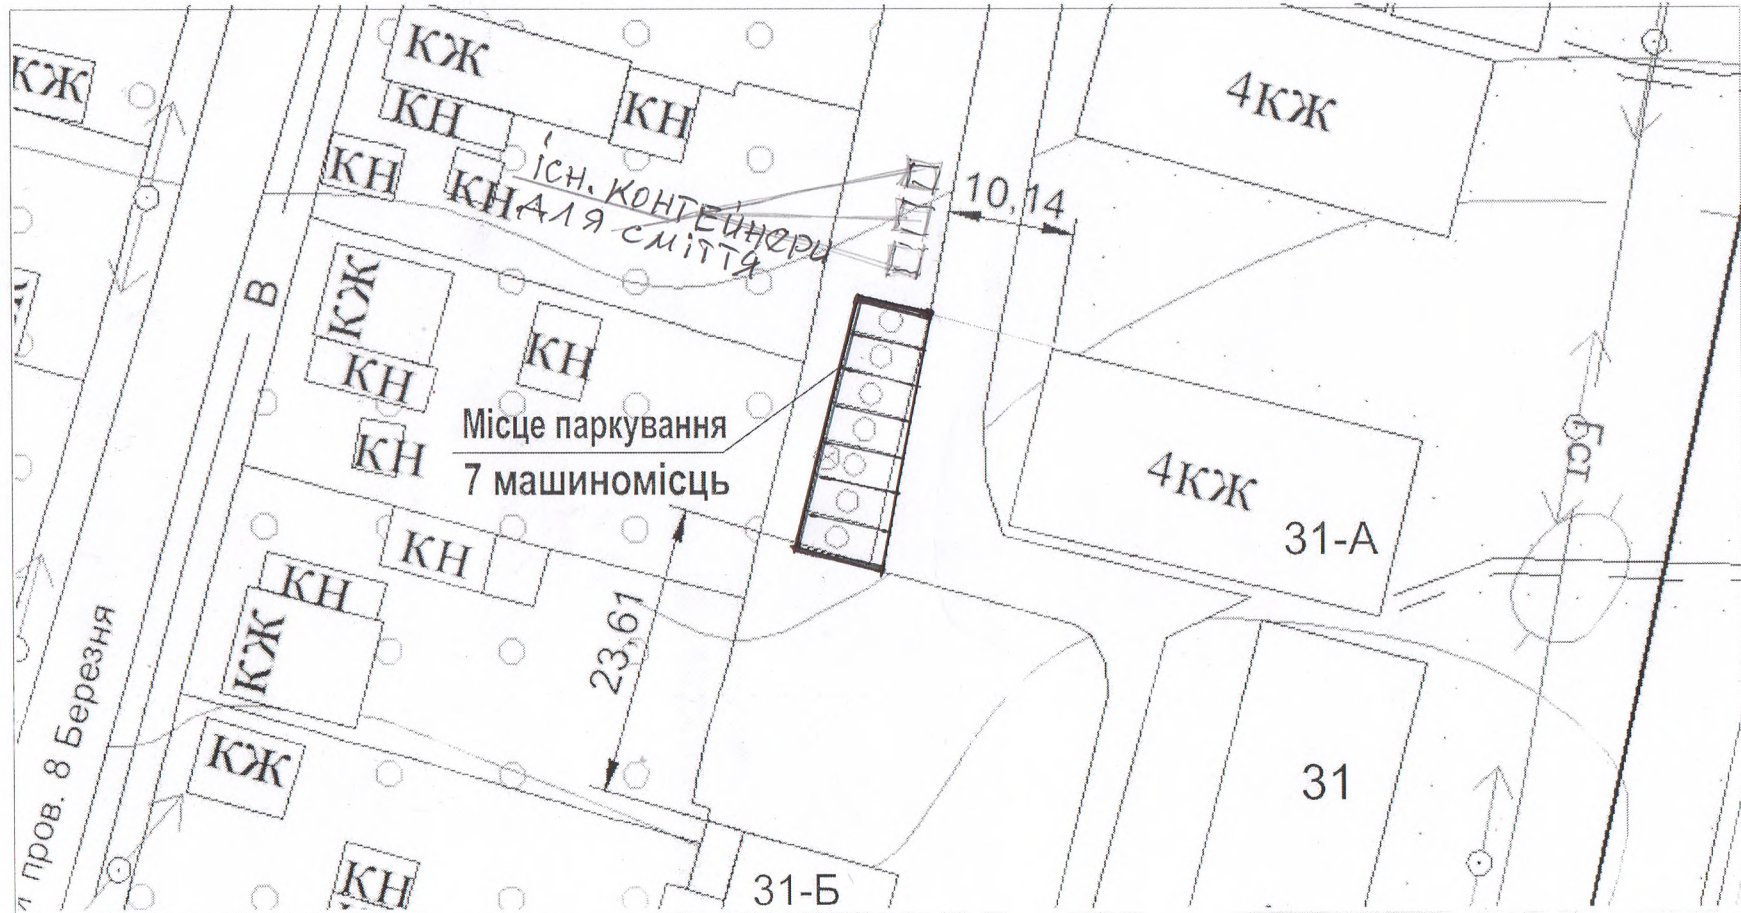 КЖ
КЖ
КН
КН
4КЖ
КН
КН
існ. контейнери
для сміття
10,14
В
КЖ
КН
КН
Місце паркування
7 машиномісць
КН
4КЖ
31-А
КН
КН
КЖ
23,61
пров. 8 Березня
КЖ
31
КН
31-Б